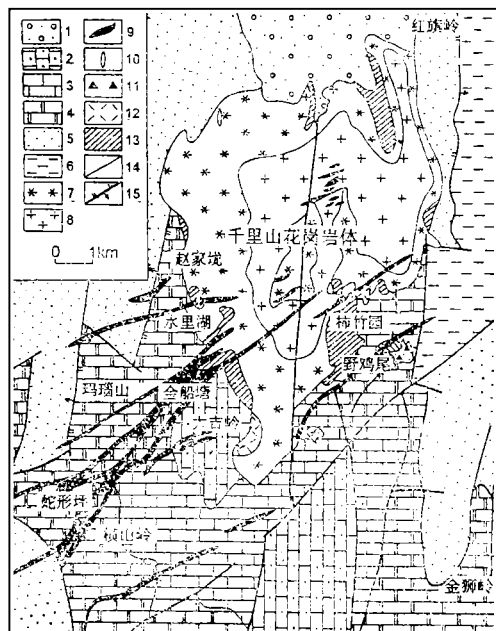 1 9
2 10
3 11
4 12
5 13
6 14
7 15
8
0 1km
红旗岭
千里山花岗岩体
赵家垅
水里湖
柿竹园
野鸡尾
玛瑙山
金船塘
吉岭
蛇形坪
横山岭
金狮岭